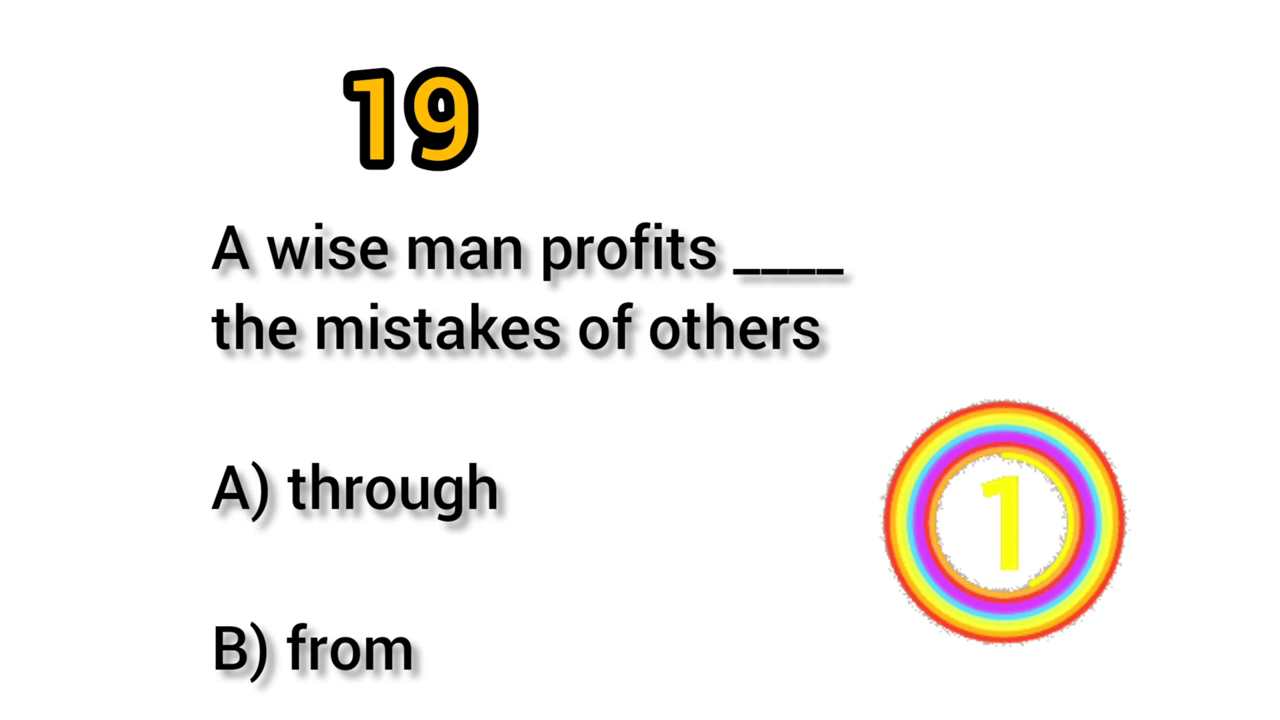 19
A wise man profits ____
the mistakes of others
A) through
1
B) from